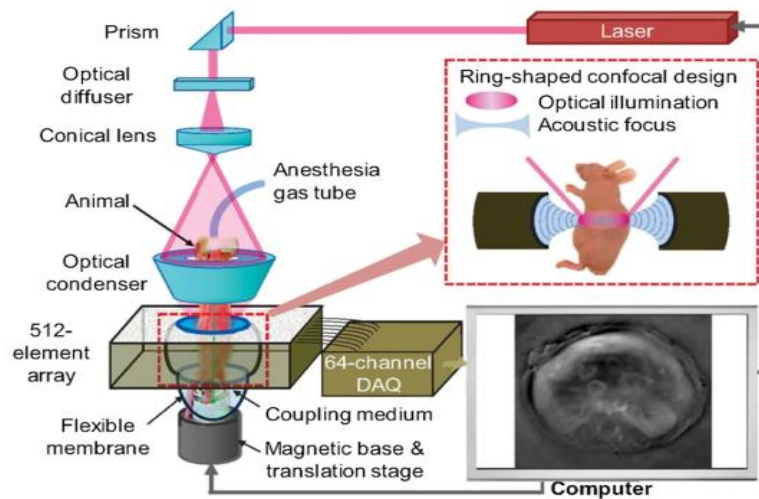 Prism
Laser
Optical
diffuser
Ring-shaped confocal design
Optical illumination
Acoustic focus
Conical lens
Anesthesia
gas tube
Animal
Optical
condenser
512-
element
array
64-channel
DAQ
Flexible
membrane
Coupling medium
Magnetic base &
translation stage
Computer